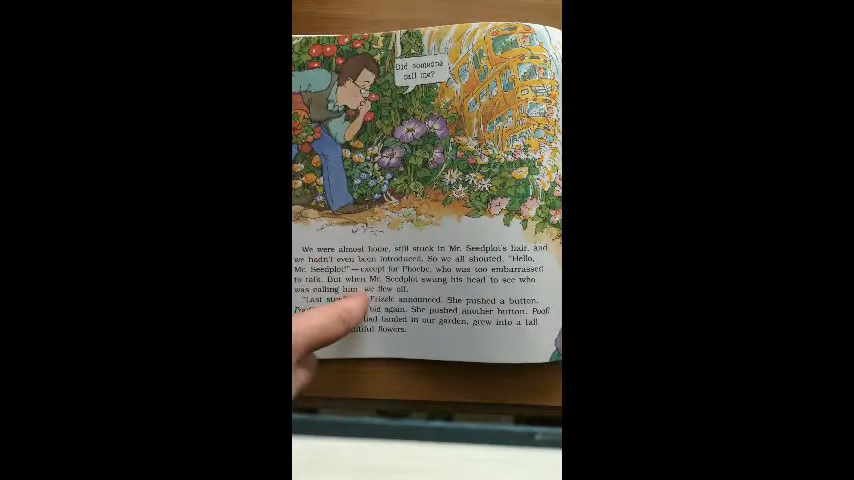 Did someone
call me?
We were almost home, still stuck in Mr. Seedplot's hair, and
we hadn't even been introduced. So we all shouted, "Hello,
Mr. Seedplot!"—except for Phoebe, who was too embarrassed
to talk. But when Mr. Seedplot swung his head to see who
was calling him, we flew off.
"Last Frizzle announced. She pushed a button.
Poof! big again. She pushed another button. Poof!
had landed in our garden, grew into a tall
flowers.